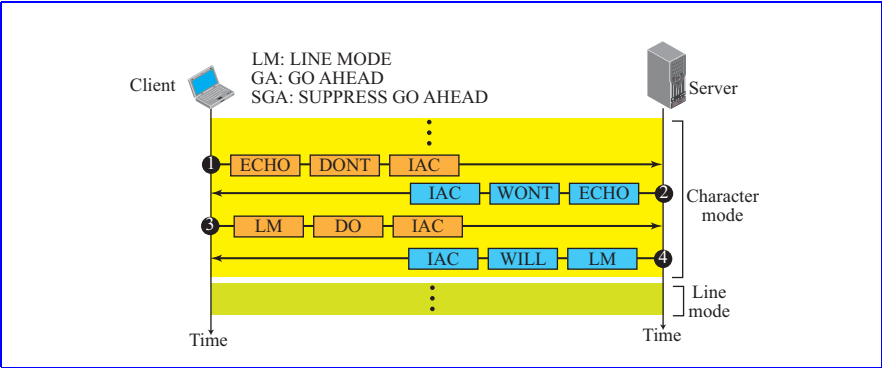 LM: LINE MODE
GA: GO AHEAD
SGA: SUPPRESS GO AHEAD
Client
Server
1 ECHO DONT IAC
IAC WONT ECHO 2
3 LM DO IAC
IAC WILL LM 4
Character
mode
Line
mode
Time
Time